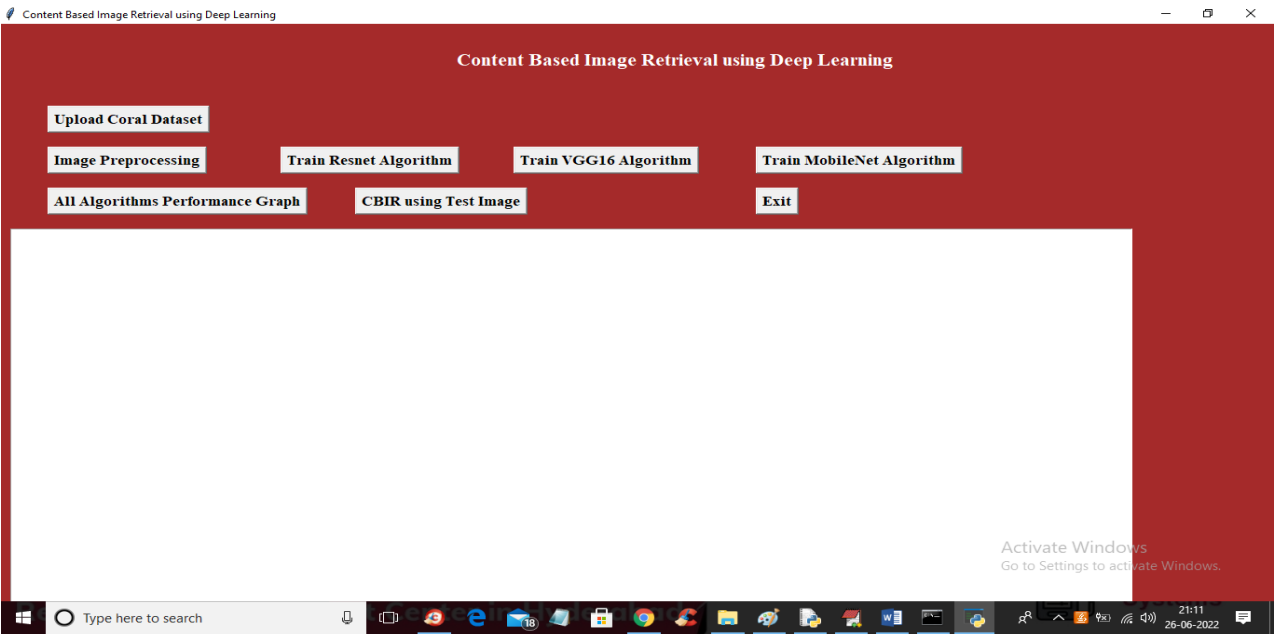 Content Based Image Retrieval using Deep Learning
Content Based Image Retrieval using Deep Learning
Upload Coral Dataset
Image Preprocessing Train Resnet Algorithm Train VGG16 Algorithm Train MobileNet Algorithm
All Algorithms Performance Graph CBIR using Test Image Exit
Activate Windows
Go to Settings to activate Windows.
Type here to search
18
21:11
26-06-2022